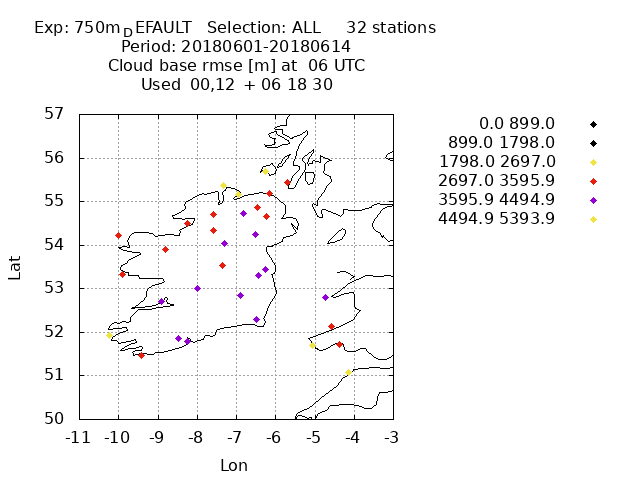 Exp: 750m_DEFAULT   Selection: ALL     32 stations
Period: 20180601-20180614
Cloud base rmse [m] at  06 UTC
Used  00,12  + 06 18 30
0.0 899.0
899.0 1798.0
1798.0 2697.0
2697.0 3595.9
3595.9 4494.9
4494.9 5393.9
57
56
55
54
53
52
51
50
Lat
-11 -10 -9 -8 -7 -6 -5 -4 -3
Lon